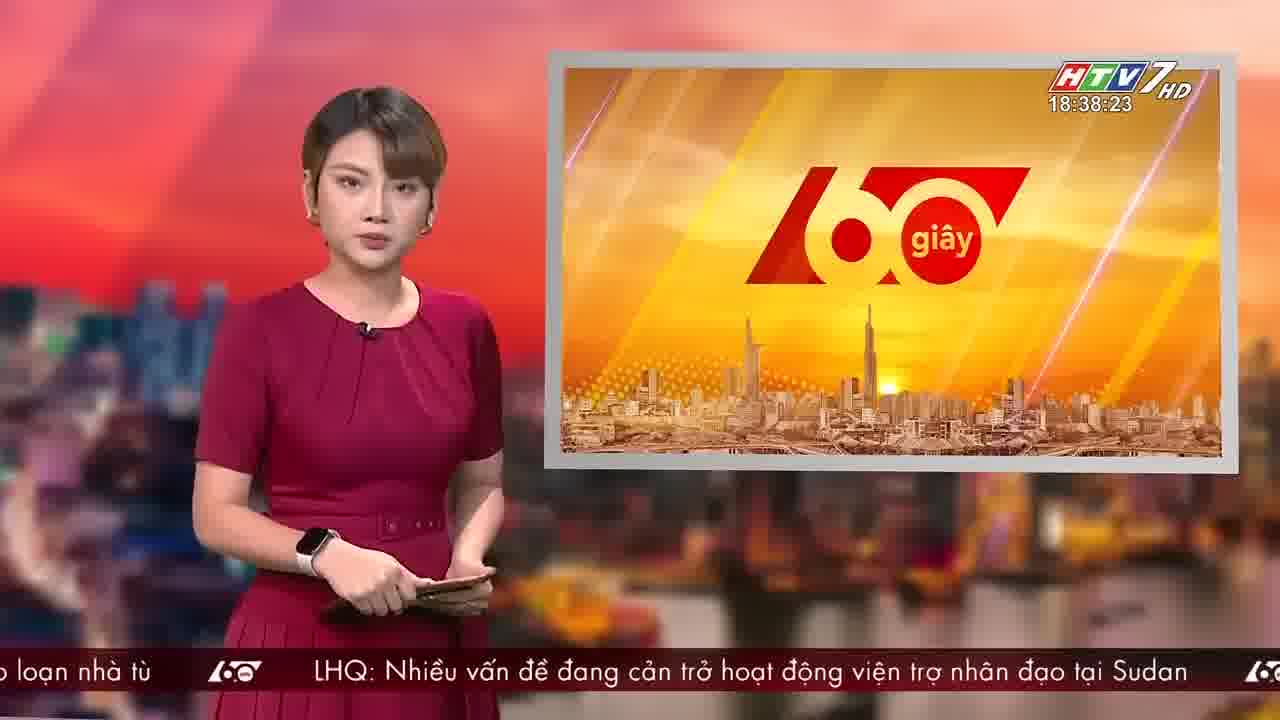 HTV7 HD
18:38:23
60 giây
loạn nhà tù 60 LHQ: Nhiều vấn đề đang cản trở hoạt động viện trợ nhân đạo tại Sudan